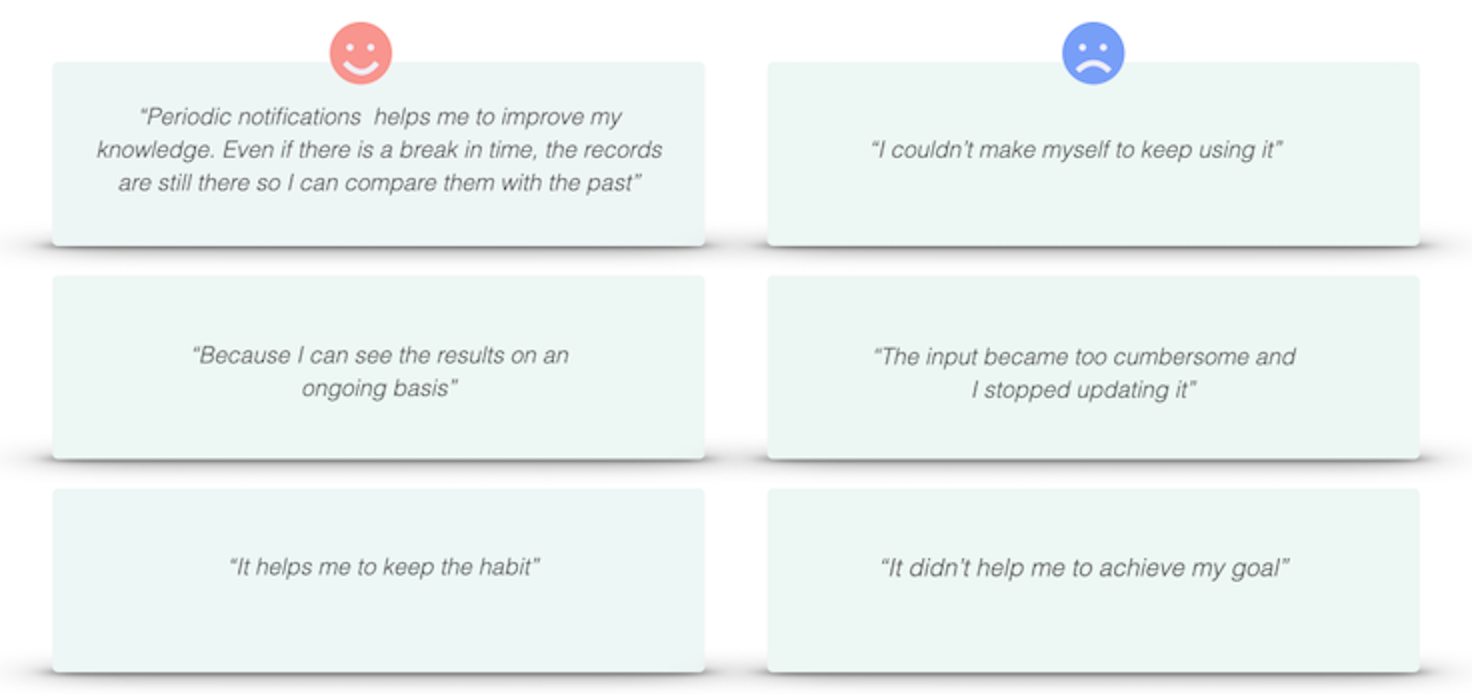 “Periodic notifications  helps me to improve my
knowledge. Even if there is a break in time, the records
are still there so I can compare them with the past”
“I couldn’t make myself to keep using it”
“Because I can see the results on an
ongoing basis”
“The input became too cumbersome and
I stopped updating it”
“It helps me to keep the habit”
“It didn’t help me to achieve my goal”